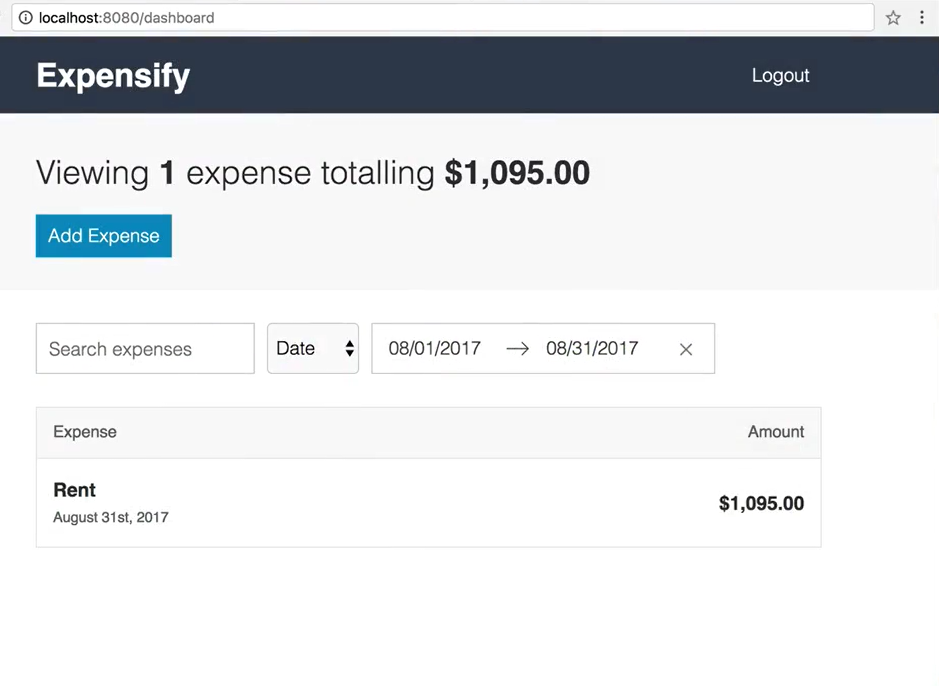 localhost:8080/dashboard
Expensify
Logout
Viewing 1 expense totalling $1,095.00
Add Expense
Search expenses
Date
08/01/2017 → 08/31/2017 ×
Expense Amount
Rent
August 31st, 2017
$1,095.00